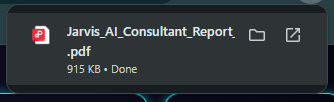 Jarvis_AI_Consultant_Report_
.pdf
915 KB • Done